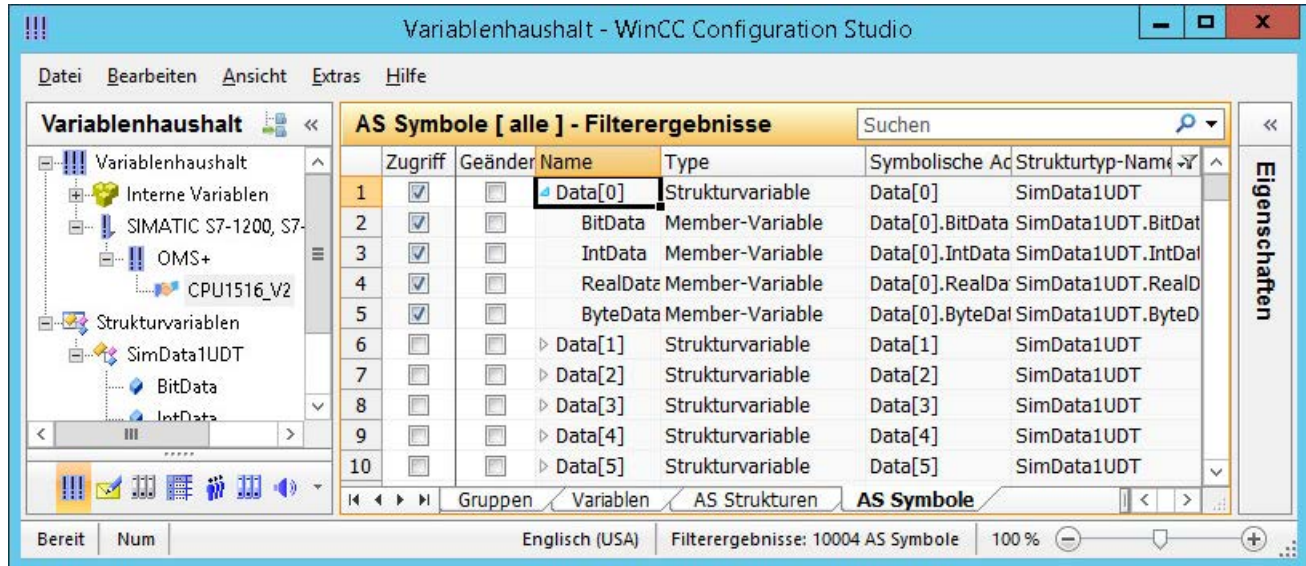 Variablenhaushalt - WinCC Configuration Studio
Datei Bearbeiten Ansicht Extras Hilfe
Variablenhaushalt «
Variablenhaushalt
Interne Variablen
SIMATIC S7-1200, S7-
OMS+
CPU1516_V2
Strukturvariablen
SimData1UDT
BitData
IntData
AS Symbole [ alle ] - Filterergebnisse Suchen
Zugriff Geänder Name Type Symbolische Ad Strukturtyp-Name
1 Data[0] Strukturvariable Data[0] SimData1UDT
2 BitData Member-Variable Data[0].BitData SimData1UDT.BitDat
3 IntData Member-Variable Data[0].IntData SimData1UDT.IntDat
4 RealData Member-Variable Data[0].RealDa SimData1UDT.RealD
5 ByteData Member-Variable Data[0].ByteDat SimData1UDT.ByteD
6 Data[1] Strukturvariable Data[1] SimData1UDT
7 Data[2] Strukturvariable Data[2] SimData1UDT
8 Data[3] Strukturvariable Data[3] SimData1UDT
9 Data[4] Strukturvariable Data[4] SimData1UDT
10 Data[5] Strukturvariable Data[5] SimData1UDT
Gruppen Variablen AS Strukturen AS Symbole
«
Eigenschaften
Bereit Num Englisch (USA) Filterergebnisse: 10004 AS Symbole 100 %